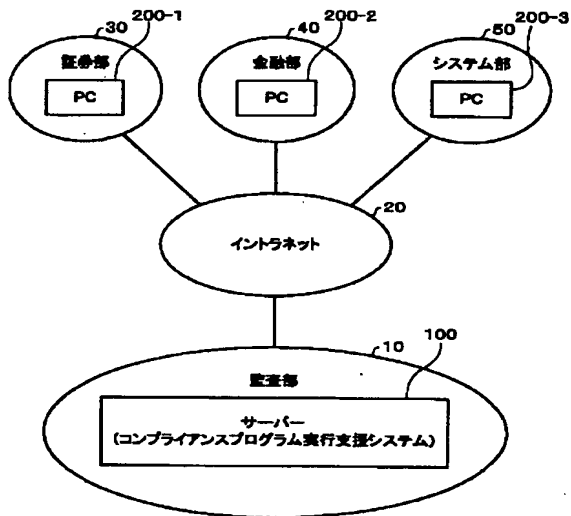 30
200-1
証券部
PC
40
200-2
金融部
PC
50
200-3
システム部
PC
20
イントラネット
10
100
監査部
サーバー
(コンプライアンスプログラム実行支援システム)